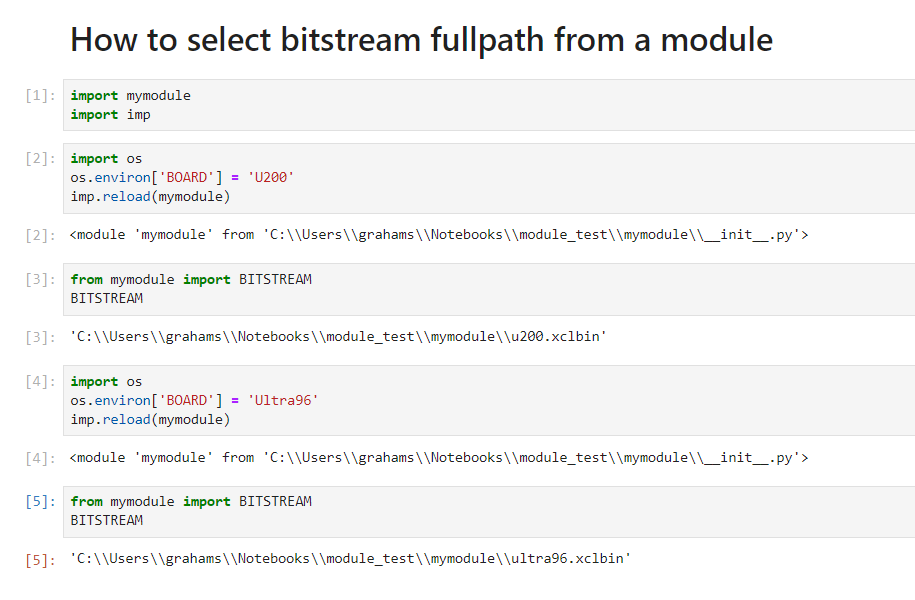 How to select bitstream fullpath from a module
[1]: import mymodule
import imp
[2]: import os
os.environ['BOARD'] = 'U200'
imp.reload(mymodule)
[2]: <module 'mymodule' from 'C:\\Users\\grahams\\Notebooks\\module_test\\mymodule\\__init__.py'>
[3]: from mymodule import BITSTREAM
BITSTREAM
[3]: 'C:\\Users\\grahams\\Notebooks\\module_test\\mymodule\\u200.xclbin'
[4]: import os
os.environ['BOARD'] = 'Ultra96'
imp.reload(mymodule)
[4]: <module 'mymodule' from 'C:\\Users\\grahams\\Notebooks\\module_test\\mymodule\\__init__.py'>
[5]: from mymodule import BITSTREAM
BITSTREAM
[5]: 'C:\\Users\\grahams\\Notebooks\\module_test\\mymodule\\ultra96.xclbin'